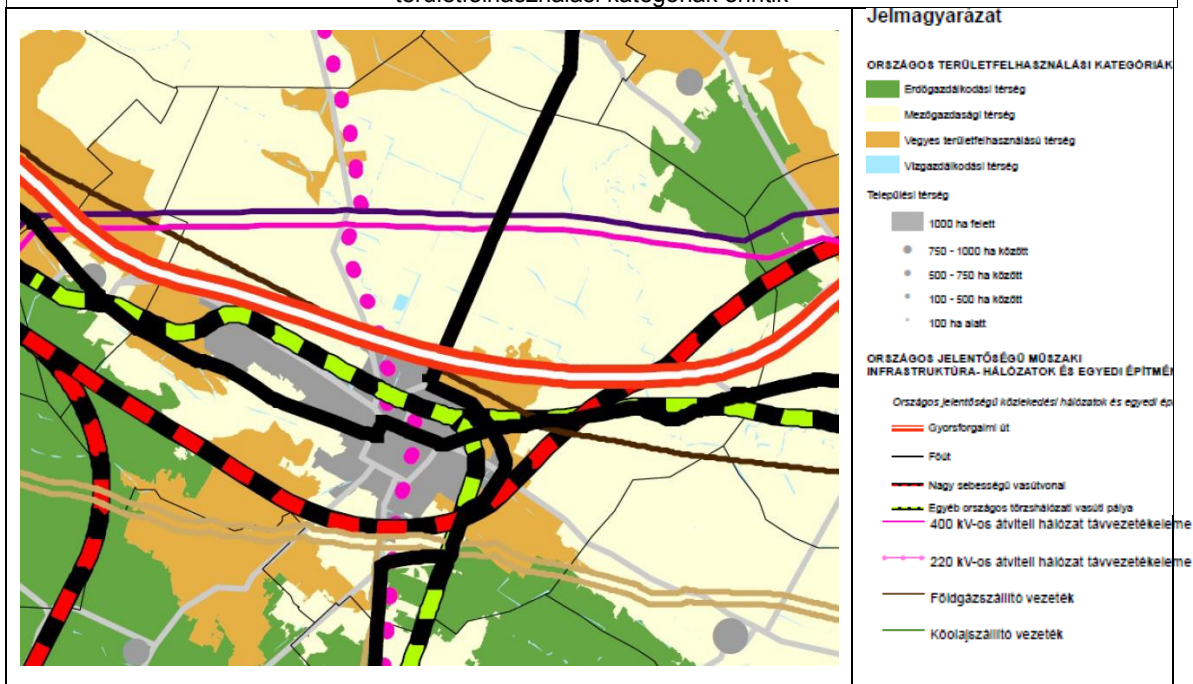 területfelhasználási kategóriák érintik
Jelmagyarázat
ORSZÁGOS TERÜLETFELHASZNÁLÁSI KATEGÓRIÁK
Erdőgazdálkodási térség
Mezőgazdasági térség
Vegyes területfelhasználású térség
Vízgazdálkodási térség
Települési térség
1000 ha felett
750 - 1000 ha között
500 - 750 ha között
100 - 500 ha között
100 ha alatt
ORSZÁGOS JELENTŐSÉGŰ MŰSZAKI
INFRASTRUKTÚRA- HÁLÓZATOK ÉS EGYEDI ÉPÍTMÉ
Országos jelentőségű közlekedési hálózatok és egyedi ép
Gyorsforgalmi út
Főút
Nagy sebességű vasútvonal
Egyéb országos törzshálózati vasúti pálya
400 kV-os átviteli hálózat távvezetékeleme
220 kV-os átviteli hálózat távvezetékeleme
Földgázszállító vezeték
Kőolajszállító vezeték